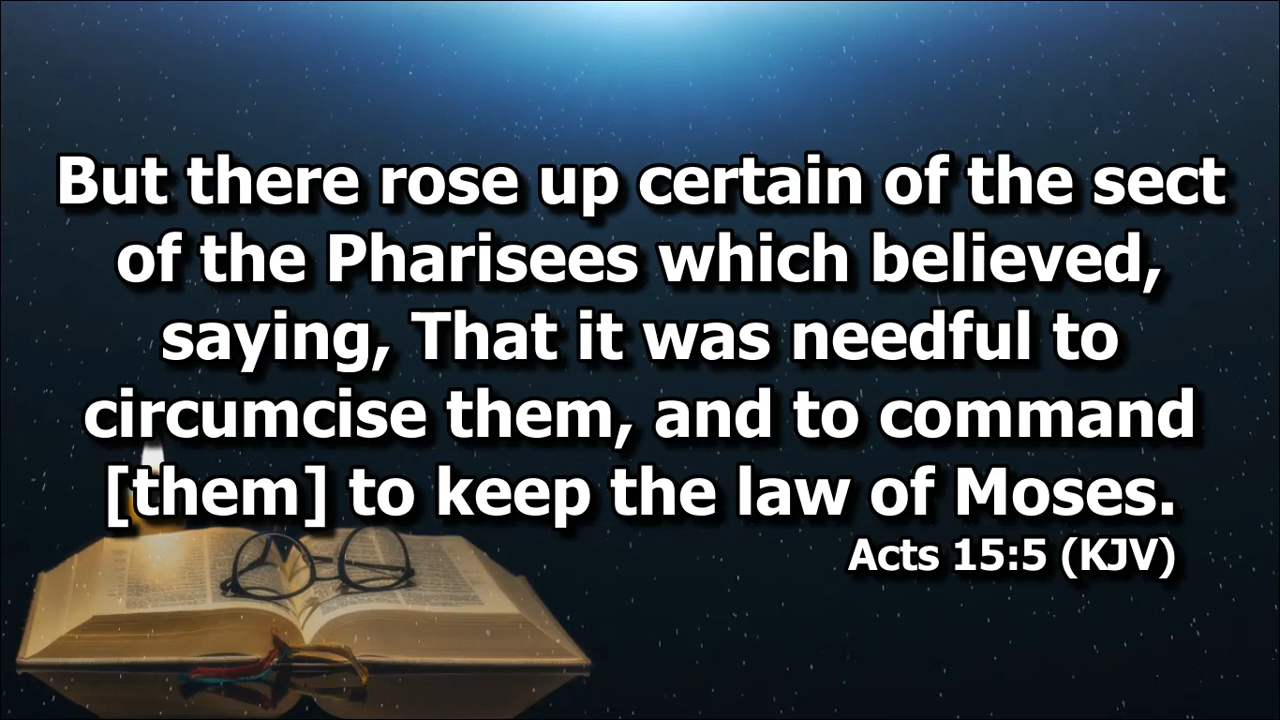 But there rose up certain of the sect
of the Pharisees which believed,
saying, That it was needful to
circumcise them, and to command
[them] to keep the law of Moses.
Acts 15:5 (KJV)